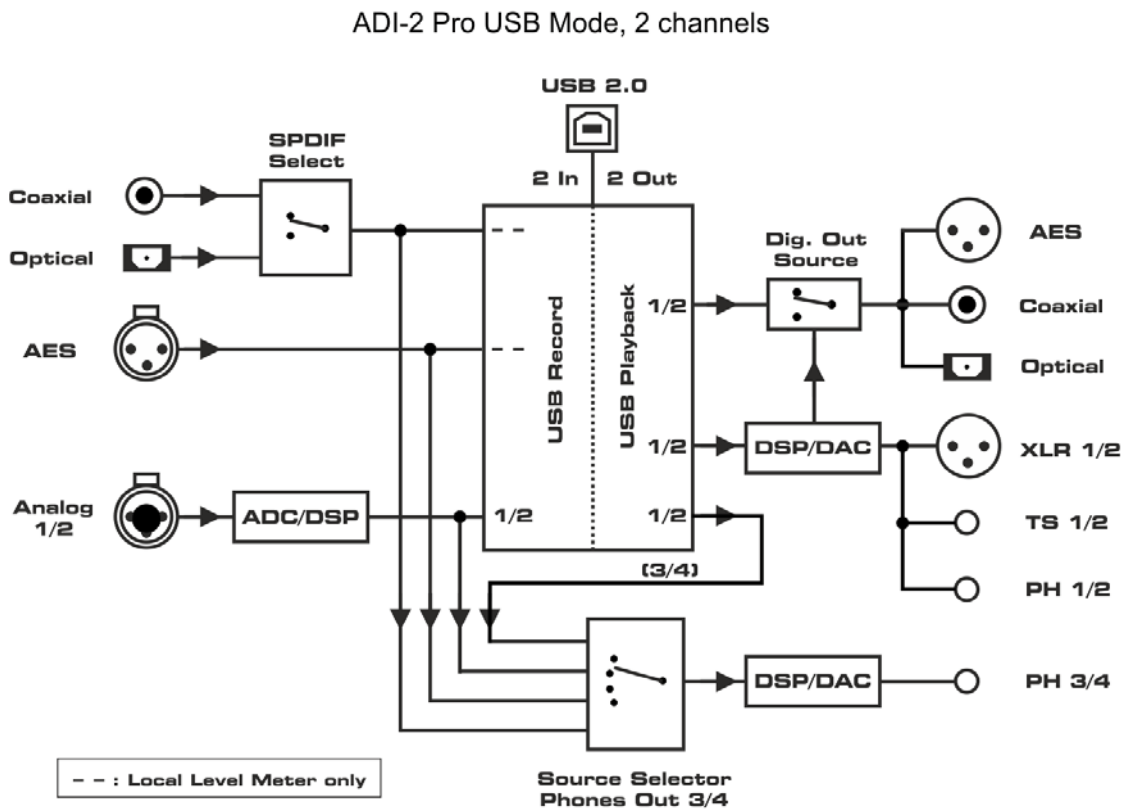 ADI-2 Pro USB Mode, 2 channels
USB 2.0
2 In
2 Out
SPDIF
Select
Coaxial
Optical
AES
Analog
1/2
ADC/DSP
- -
- -
1/2
USB Record
USB Playback
1/2
1/2
1/2
(3/4)
Dig. Out
Source
DSP/DAC
AES
Coaxial
Optical
XLR 1/2
TS 1/2
PH 1/2
DSP/DAC
PH 3/4
- - : Local Level Meter only
Source Selector
Phones Out 3/4